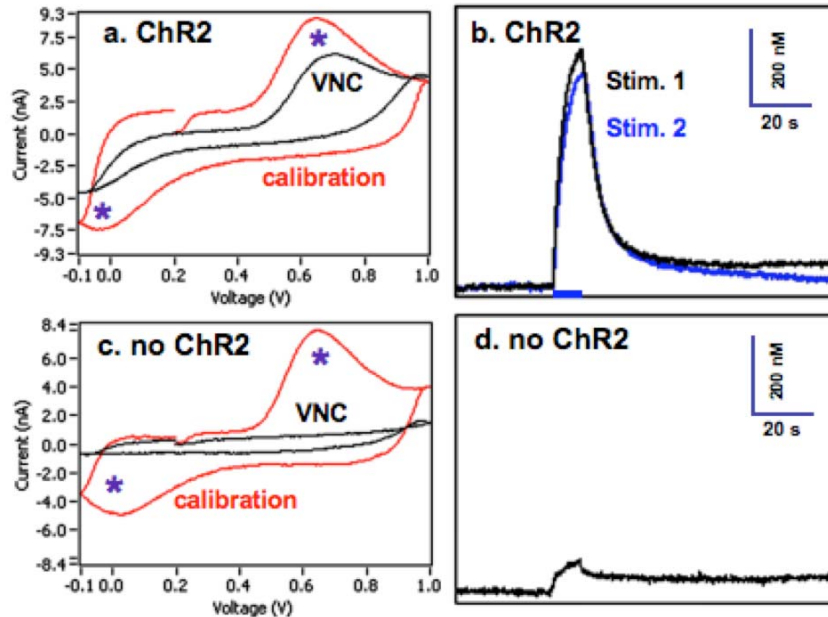 a. ChR2
9.3
7.5
5.0
2.5
0.0
-2.5
-5.0
-7.5
-9.3
Current (nA)
*
VNC
calibration
*
-0.1 0.0 0.2 0.4 0.6 0.8 1.0
Voltage (V)
b. ChR2
Stim. 1
Stim. 2
200 nM
20 s
c. no ChR2
8.4
6.0
4.0
2.0
0.0
-2.0
-4.0
-6.0
-8.4
Current (nA)
*
VNC
*
calibration
-0.1 0.0 0.2 0.4 0.6 0.8 1.0
Voltage (V)
d. no ChR2
200 nM
20 s